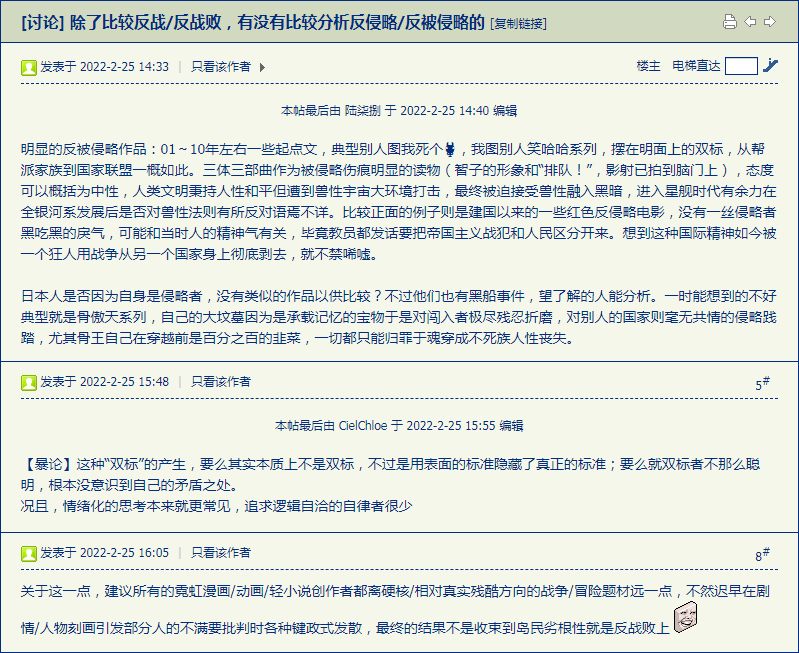 [讨论] 除了比较反战/反战败，有没有比较分析反侵略/反被侵略的 [复制链接]
发表于 2022-2-25 14:33 | 只看该作者 楼主 电梯直达
本帖最后由 陆柒捌 于 2022-2-25 14:40 编辑
明显的反被侵略作品：01～10年左右一些起点文，典型别人图我死个，我图别人笑哈哈系列，摆在明面上的双标，从帮
派家族到国家联盟一概如此。三体三部曲作为被侵略伤痕明显的读物（智子的形象和“排队！”，影射已拍到脑门上），态度
可以概括为中性，人类文明秉持人性和平但遭到兽性宇宙大环境打击，最终被迫接受兽性融入黑暗，进入星舰时代有余力在
全银河系发展后是否对兽性法则有所反对语焉不详。比较正面的例子则是建国以来的一些红色反侵略电影，没有一丝侵略者
黑吃黑的戾气，可能和当时人的精神气有关，毕竟教员都发话要把帝国主义战犯和人民区分开来。想到这种国际精神如今被
一个狂人用战争从另一个国家身上彻底剥去，就不禁唏嘘。
日本人是否因为自身是侵略者，没有类似的作品以供比较？不过他们也有黑船事件，望了解的人能分析。一时能想到的不好
典型就是骨傲天系列，自己的大坟墓因为是承载记忆的宝物于是对闯入者极尽残忍折磨，对别人的国家则毫无共情的侵略践
踏，尤其骨王自己在穿越前是百分之百的韭菜，一切都只能归罪于魂穿成不死族人性丧失。
发表于 2022-2-25 15:48 | 只看该作者 5#
本帖最后由 CielChloe 于 2022-2-25 15:55 编辑
【暴论】这种“双标”的产生，要么其实本质上不是双标，不过是用表面的标准隐藏了真正的标准；要么就双标者不那么聪
明，根本没意识到自己的矛盾之处。
况且，情绪化的思考本来就更常见，追求逻辑自洽的自律者很少
发表于 2022-2-25 16:05 | 只看该作者 8#
关于这一点，建议所有的霓虹漫画/动画/轻小说创作者都离硬核/相对真实残酷方向的战争/冒险题材远一点，不然迟早在剧
情/人物刻画引发部分人的不满要批判时各种键政式发散，最终的结果不是收束到岛民劣根性就是反战败上